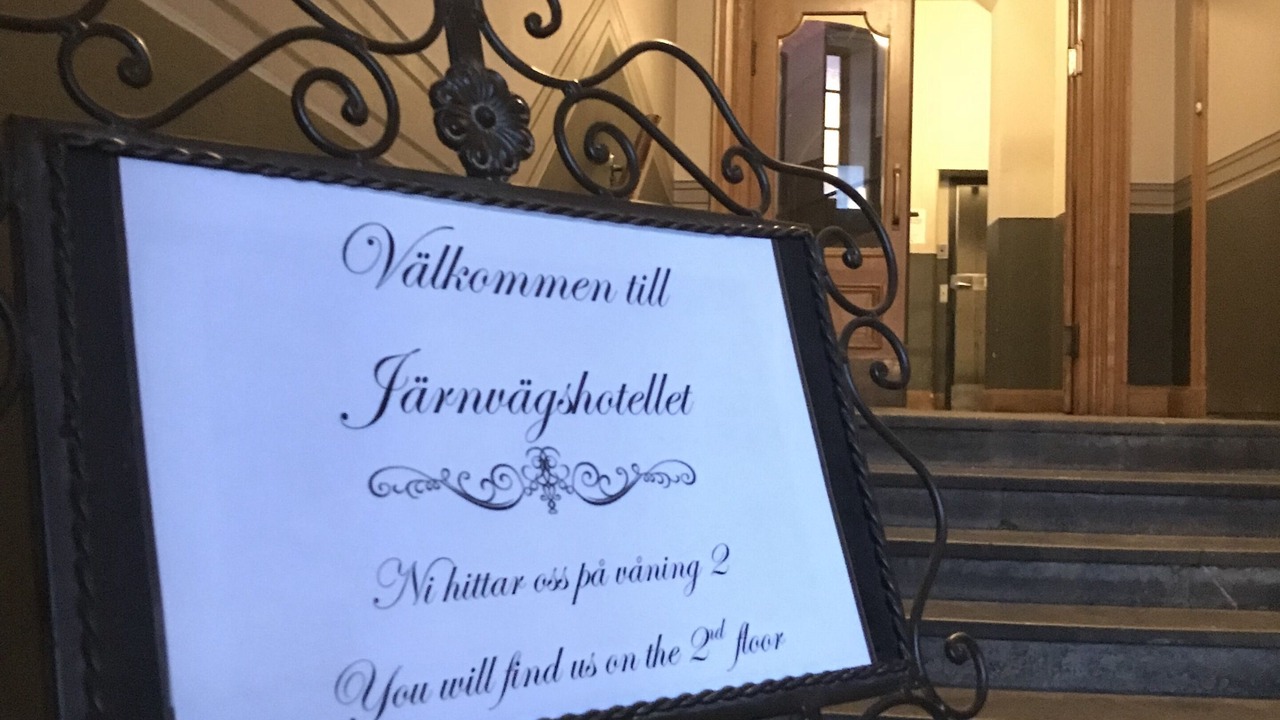 Välkommen till
Järnvägshotellet
Ni hittar oss på våning 2
You will find us on the 2nd floor